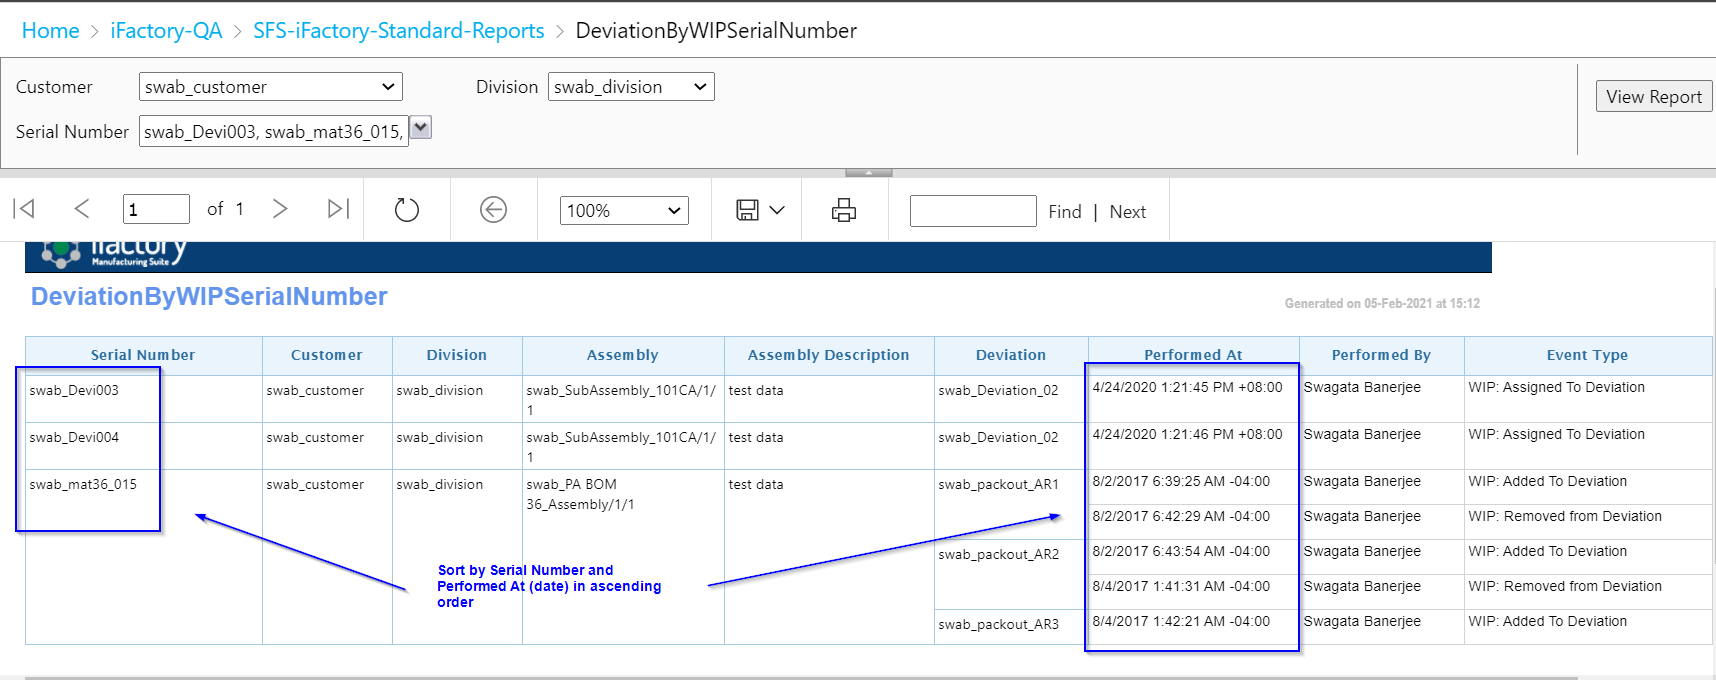 Home > iFactory-QA > SFS-iFactory-Standard-Reports > DeviationByWIPSerialNumber
Customer swab_customer Division swab_division
View Report
Serial Number swab_Devi003, swab_mat36_015,
1 of 1 100% Find | Next
iFactory
Manufacturing Suite
DeviationByWIPSerialNumber
Generated on 05-Feb-2021 at 15:12
Serial Number Customer Division Assembly Assembly Description Deviation Performed At Performed By Event Type
swab_Devi003 swab_customer swab_division swab_SubAssembly_101CA/1/ test data swab_Deviation_02 4/24/2020 1:21:45 PM +08:00 Swagata Banerjee WIP: Assigned To Deviation
1
swab_Devi004 swab_customer swab_division swab_SubAssembly_101CA/1/ test data swab_Deviation_02 4/24/2020 1:21:46 PM +08:00 Swagata Banerjee WIP: Assigned To Deviation
1
swab_mat36_015 swab_customer swab_division swab_PA BOM test data swab_packout_AR1 8/2/2017 6:39:25 AM -04:00 Swagata Banerjee WIP: Added To Deviation
36_Assembly/1/1
8/2/2017 6:42:29 AM -04:00 Swagata Banerjee WIP: Removed from Deviation
swab_packout_AR2 8/2/2017 6:43:54 AM -04:00 Swagata Banerjee WIP: Added To Deviation
8/4/2017 1:41:31 AM -04:00 Swagata Banerjee WIP: Removed from Deviation
swab_packout_AR3 8/4/2017 1:42:21 AM -04:00 Swagata Banerjee WIP: Added To Deviation
Sort by Serial Number and
Performed At (date) in ascending
order